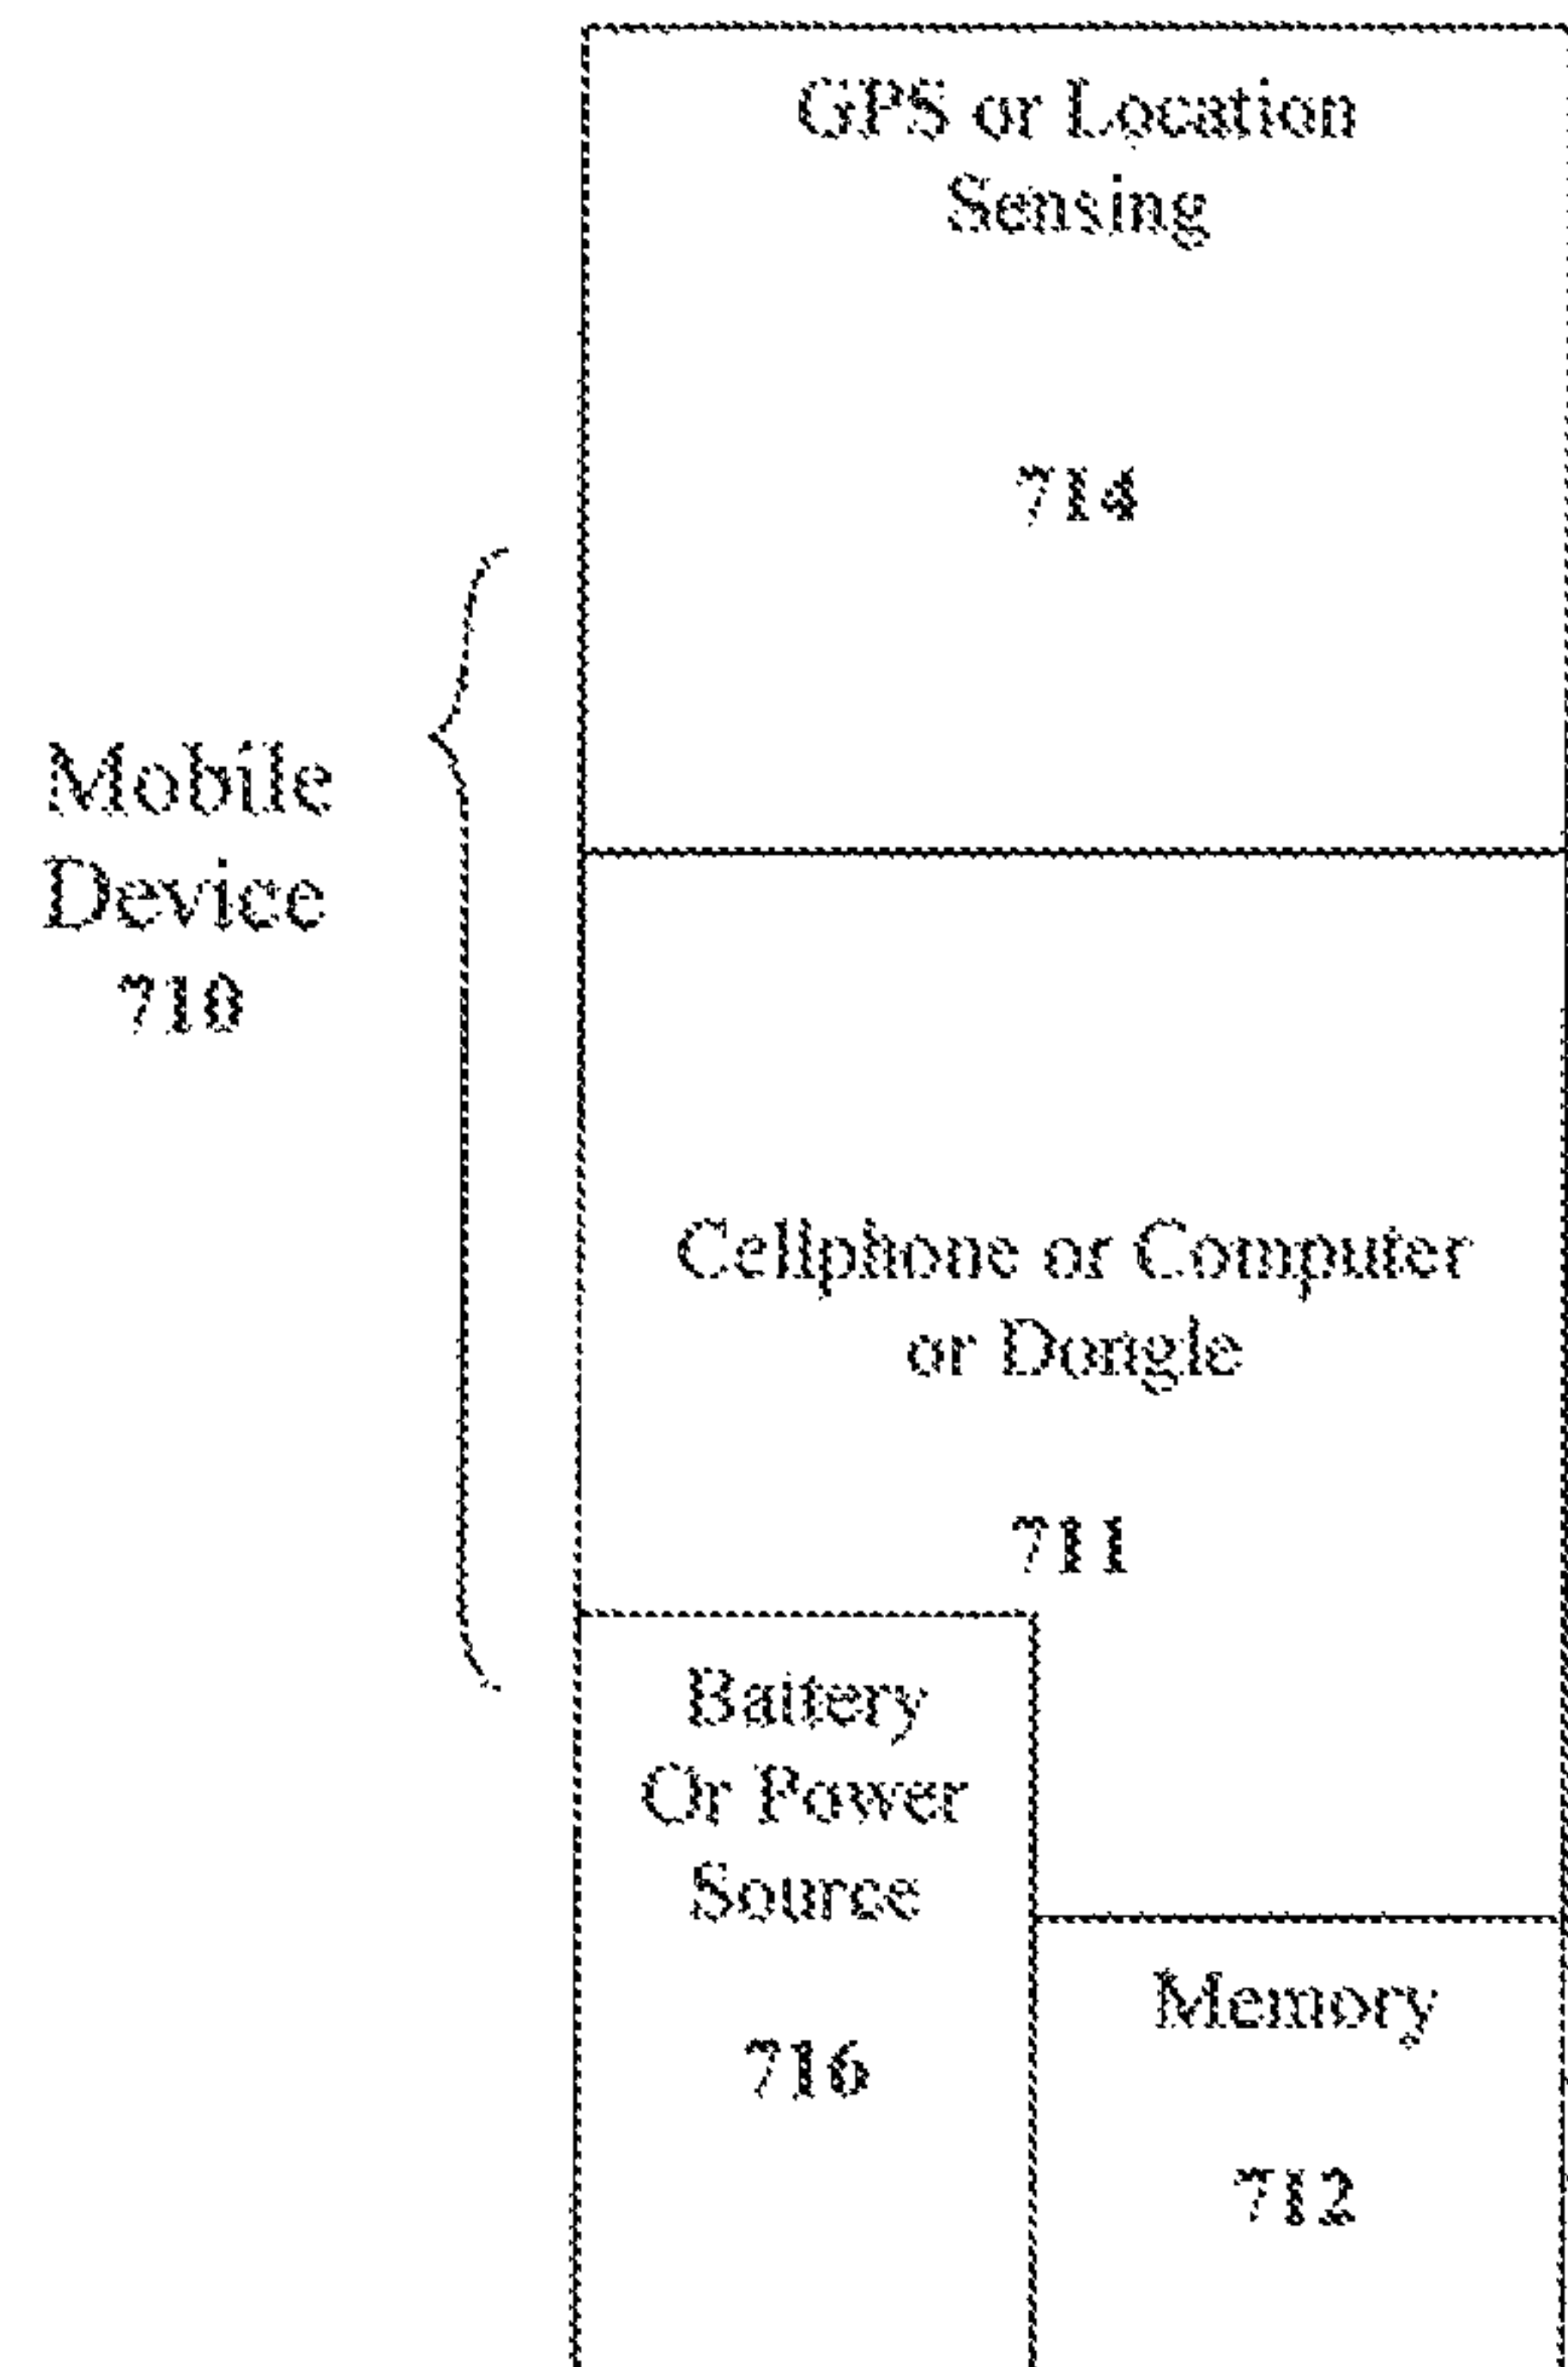 GPS or Location
Sensing
714
Mobile
Device
710
Cellphone or Computer
or Dongle
711
Battery
Or Power
Source
716
Memory
712